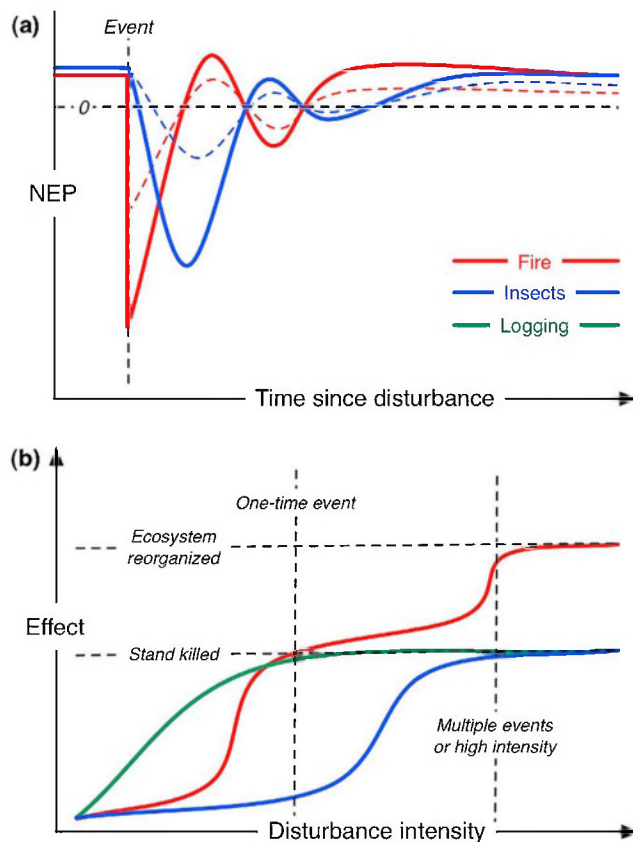 (a)
Event
0
NEP
Fire
Insects
Logging
Time since disturbance
(b)
One-time event
Ecosystem
reorganized
Effect
Stand killed
Multiple events
or high intensity
Disturbance intensity